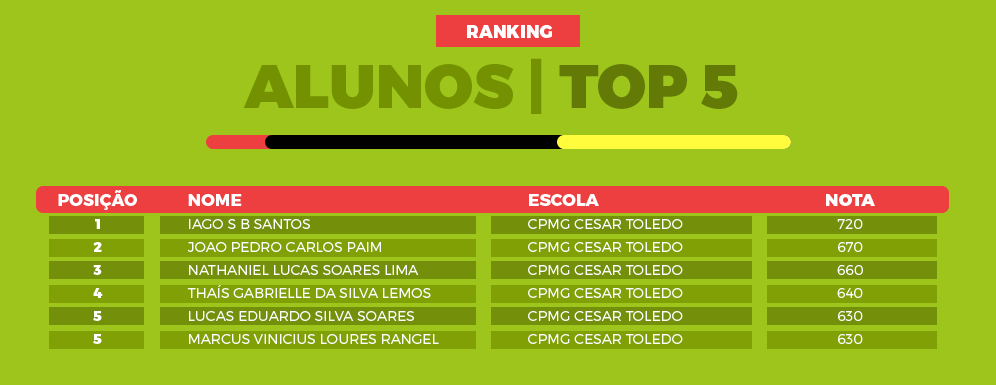 RANKING
ALUNOS | TOP 5
POSIÇÃO NOME ESCOLA NOTA
1 IAGO S B SANTOS CPMG CESAR TOLEDO 720
2 JOAO PEDRO CARLOS PAIM CPMG CESAR TOLEDO 670
3 NATHANIEL LUCAS SOARES LIMA CPMG CESAR TOLEDO 660
4 THAÍS GABRIELLE DA SILVA LEMOS CPMG CESAR TOLEDO 640
5 LUCAS EDUARDO SILVA SOARES CPMG CESAR TOLEDO 630
5 MARCUS VINICIUS LOURES RANGEL CPMG CESAR TOLEDO 630